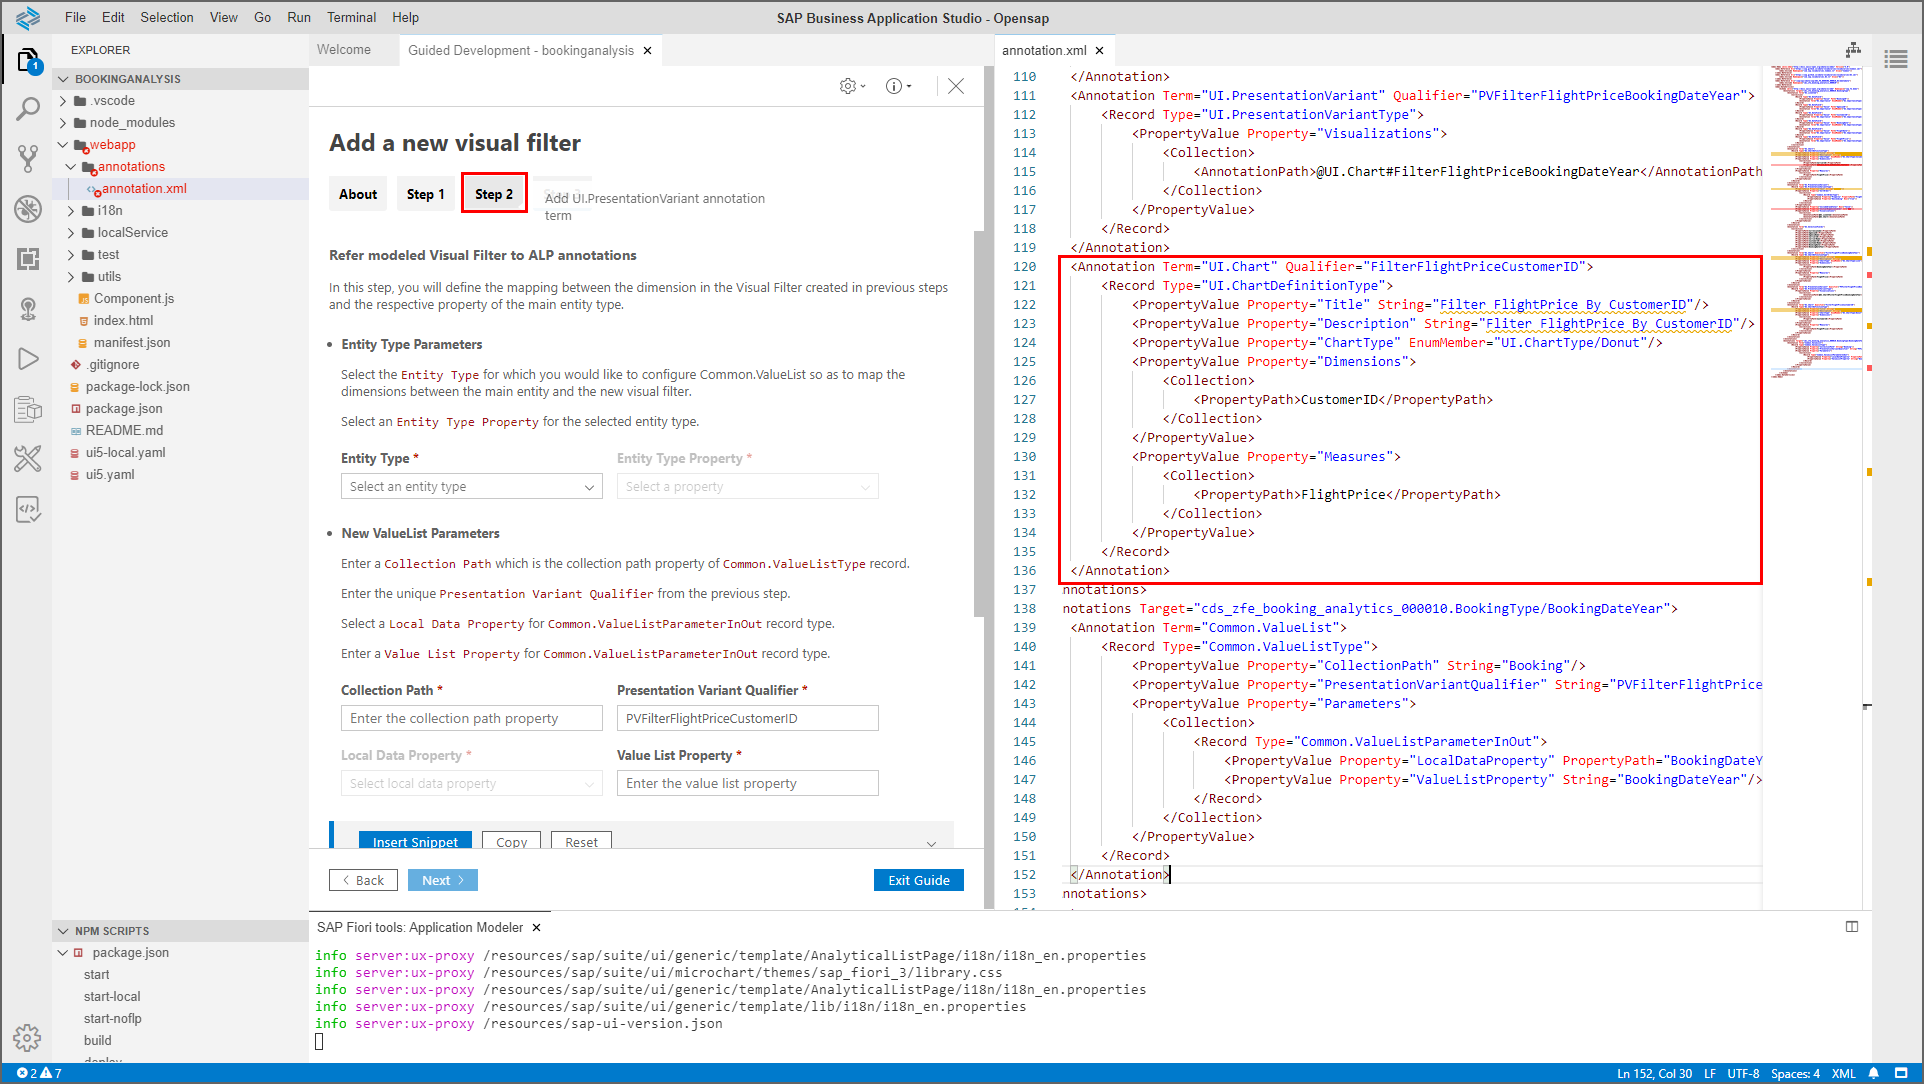 File Edit Selection View Go Run Terminal Help
SAP Business Application Studio - Opensap
EXPLORER
1
BOOKINGANALYSIS
.vscode
node_modules
webapp
annotations
annotation.xml
i18n
localService
test
utils
Component.js
index.html
manifest.json
.gitignore
package-lock.json
package.json
README.md
ui5-local.yaml
ui5.yaml
NPM SCRIPTS
package.json
start
start-local
start-noflp
build
deploy
Welcome
Guided Development - bookinganalysis
Add a new visual filter
About Step 1 Step 2 Step 3
Add UI.PresentationVariant annotation
term
Refer modeled Visual Filter to ALP annotations
In this step, you will define the mapping between the dimension in the Visual Filter created in previous steps
and the respective property of the main entity type.
• Entity Type Parameters
Select the Entity Type for which you would like to configure Common.ValueList so as to map the
dimensions between the main entity and the new visual filter.
Select an Entity Type Property for the selected entity type.
Entity Type * Entity Type Property *
Select an entity type Select a property
• New ValueList Parameters
Enter a Collection Path which is the collection path property of Common.ValueListType record.
Enter the unique Presentation Variant Qualifier from the previous step.
Select a Local Data Property for Common.ValueListParameterInOut record type.
Enter a Value List Property for Common.ValueListParameterInOut record type.
Collection Path * Presentation Variant Qualifier *
Enter the collection path property PVFilterFlightPriceCustomerID
Local Data Property * Value List Property *
Select local data property Enter the value list property
Insert Snippet Copy Reset
Back Next Exit Guide
annotation.xml
110 </Annotation>
111 <Annotation Term="UI.PresentationVariant" Qualifier="PVFilterFlightPriceBookingDateYear">
112 <Record Type="UI.PresentationVariantType">
113 <PropertyValue Property="Visualizations">
114 <Collection>
115 <AnnotationPath>@UI.Chart#FilterFlightPriceBookingDateYear</AnnotationPath
116 </Collection>
117 </PropertyValue>
118 </Record>
119 </Annotation>
120 <Annotation Term="UI.Chart" Qualifier="FilterFlightPriceCustomerID">
121 <Record Type="UI.ChartDefinitionType">
122 <PropertyValue Property="Title" String="Filter FlightPrice By CustomerID"/>
123 <PropertyValue Property="Description" String="Fliter FlightPrice By CustomerID"/>
124 <PropertyValue Property="ChartType" EnumMember="UI.ChartType/Donut"/>
125 <PropertyValue Property="Dimensions">
126 <Collection>
127 <PropertyPath>CustomerID</PropertyPath>
128 </Collection>
129 </PropertyValue>
130 <PropertyValue Property="Measures">
131 <Collection>
132 <PropertyPath>FlightPrice</PropertyPath>
133 </Collection>
134 </PropertyValue>
135 </Record>
136 </Annotation>
137 nnotations>
138 notations Target="cds_zfe_booking_analytics_000010.BookingType/BookingDateYear">
139 <Annotation Term="Common.ValueList">
140 <Record Type="Common.ValueListType">
141 <PropertyValue Property="CollectionPath" String="Booking"/>
142 <PropertyValue Property="PresentationVariantQualifier" String="PVFilterFlightPrice
143 <PropertyValue Property="Parameters">
144 <Collection>
145 <Record Type="Common.ValueListParameterInOut">
146 <PropertyValue Property="LocalDataProperty" PropertyPath="BookingDateY
147 <PropertyValue Property="ValueListProperty" String="BookingDateYear"/>
148 </Record>
149 </Collection>
150 </PropertyValue>
151 </Record>
152 </Annotation>
153 nnotations>
SAP Fiori tools: Application Modeler
info server:ux-proxy /resources/sap/suite/ui/generic/template/AnalyticalListPage/i18n/i18n_en.properties
info server:ux-proxy /resources/sap/suite/ui/microchart/themes/sap_fiori_3/library.css
info server:ux-proxy /resources/sap/suite/ui/generic/template/AnalyticalListPage/i18n/i18n_en.properties
info server:ux-proxy /resources/sap/suite/ui/generic/template/lib/i18n/i18n_en.properties
info server:ux-proxy /resources/sap-ui-version.json
2 7
Ln 152, Col 30 LF UTF-8 Spaces: 4 XML